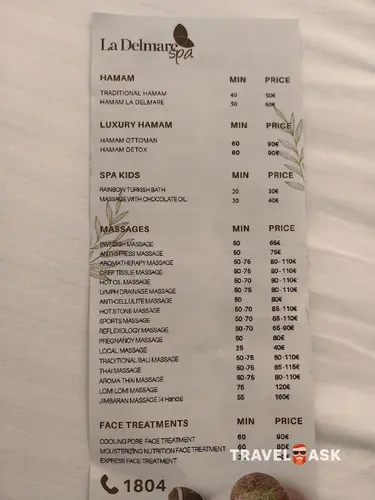 La Delmare
spa
HAMAM MIN PRICE
TRADITIONAL HAMAM 40 50€
HAMAM LA DELMARE 50 60€
LUXURY HAMAM MIN PRICE
HAMAM OTTOMAN 60 90€
HAMAM DETOX 60 90€
SPA KIDS MIN PRICE
RAINBOW TURKISH BATH 20 30€
MASSAGE WITH CHOCOLATE OIL 30 40€
MASSAGES MIN PRICE
SWEDISH MASSAGE 50 65€
ANTISTRESS MASSAGE 50 75€
AROMATHERAPY MASSAGE 50-75 80-110€
DEEP TISSUE MASSAGE 50-75 80-110€
HOT OIL MASSAGE 50-70 80-110€
LYMPH DRAINAGE MASSAGE 50-75 80-110€
ANTI-CELLULITE MASSAGE 50 80€
HOT STONE MASSAGE 50-70 85-110€
SPORTS MASSAGE 50-70 85-110€
REFLEXOLOGY MASSAGE 50-70 65-90€
PREGNANCY MASSAGE 50 80€
LOCAL MASSAGE 25 40€
TRADITIONAL BALI MASSAGE 50-75 80-110€
THAI MASSAGE 50-75 85-115€
AROMA THAI MASSAGE 50-75 80-110€
LOMI LOMI MASSAGE 75 120€
JIMBARAN MASSAGE (4 Hands) 55 160€
FACE TREATMENTS MIN PRICE
COOLING PORE FACE TREATMENT 60 90€
MOUSTERIZING NUTRITION FACE TREATMENT 60 80€
EXPRESS FACE TREATMENT
1804
TRAVEL ASK